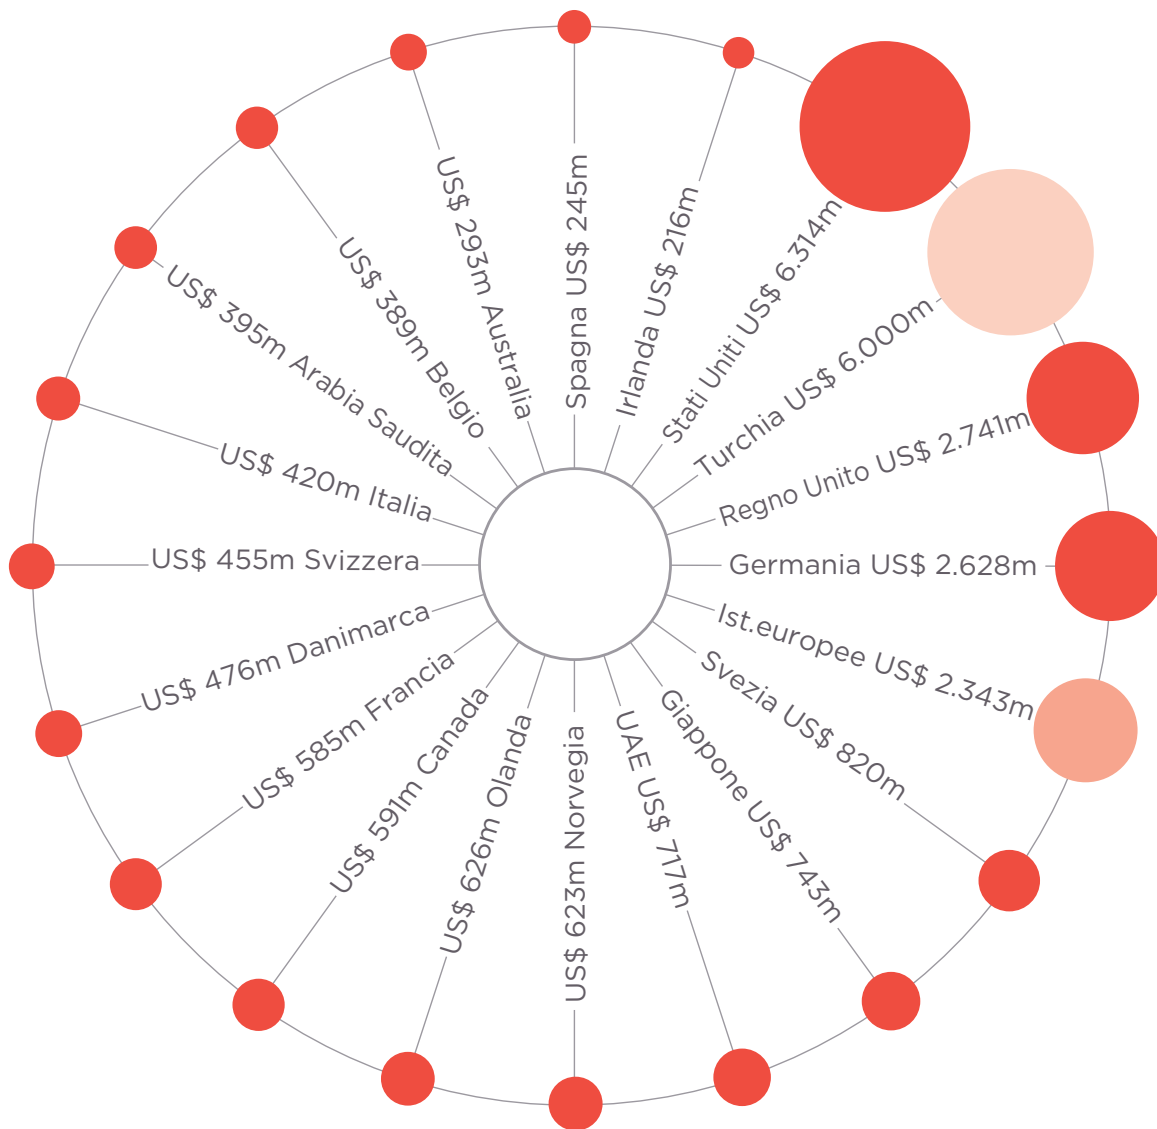 Stati Uniti US$ 6.314m
Turchia US$ 6.000m
Regno Unito US$ 2.741m
Germania US$ 2.628m
Ist.europee US$ 2.343m
Svezia US$ 820m
Giappone US$ 743m
UAE US$ 717m
US$ 623m Norvegia
US$ 626m Olanda
US$ 591m Canada
US$ 585m Francia
US$ 476m Danimarca
US$ 455m Svizzera
US$ 420m Italia
US$ 395m Arabia Saudita
US$ 389m Belgio
US$ 293m Australia
Spagna US$ 245m
Irlanda US$ 216m